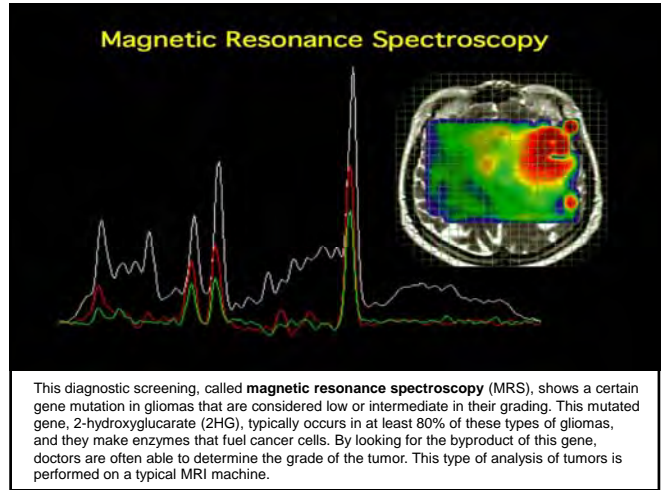 Magnetic Resonance Spectroscopy
This diagnostic screening, called magnetic resonance spectroscopy (MRS), shows a certain
gene mutation in gliomas that are considered low or intermediate in their grading. This mutated
gene, 2-hydroxyglucarate (2HG), typically occurs in at least 80% of these types of gliomas,
and they make enzymes that fuel cancer cells. By looking for the byproduct of this gene,
doctors are often able to determine the grade of the tumor. This type of analysis of tumors is
performed on a typical MRI machine.